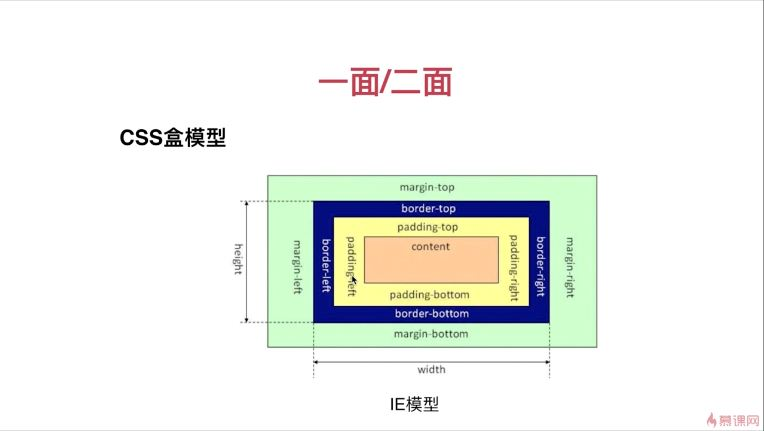 一面/二面
CSS盒模型
margin-top
border-top
padding-top
content
height
margin-left
border-left
padding-left
padding-right
border-right
margin-right
padding-bottom
border-bottom
margin-bottom
width
IE模型
慕课网